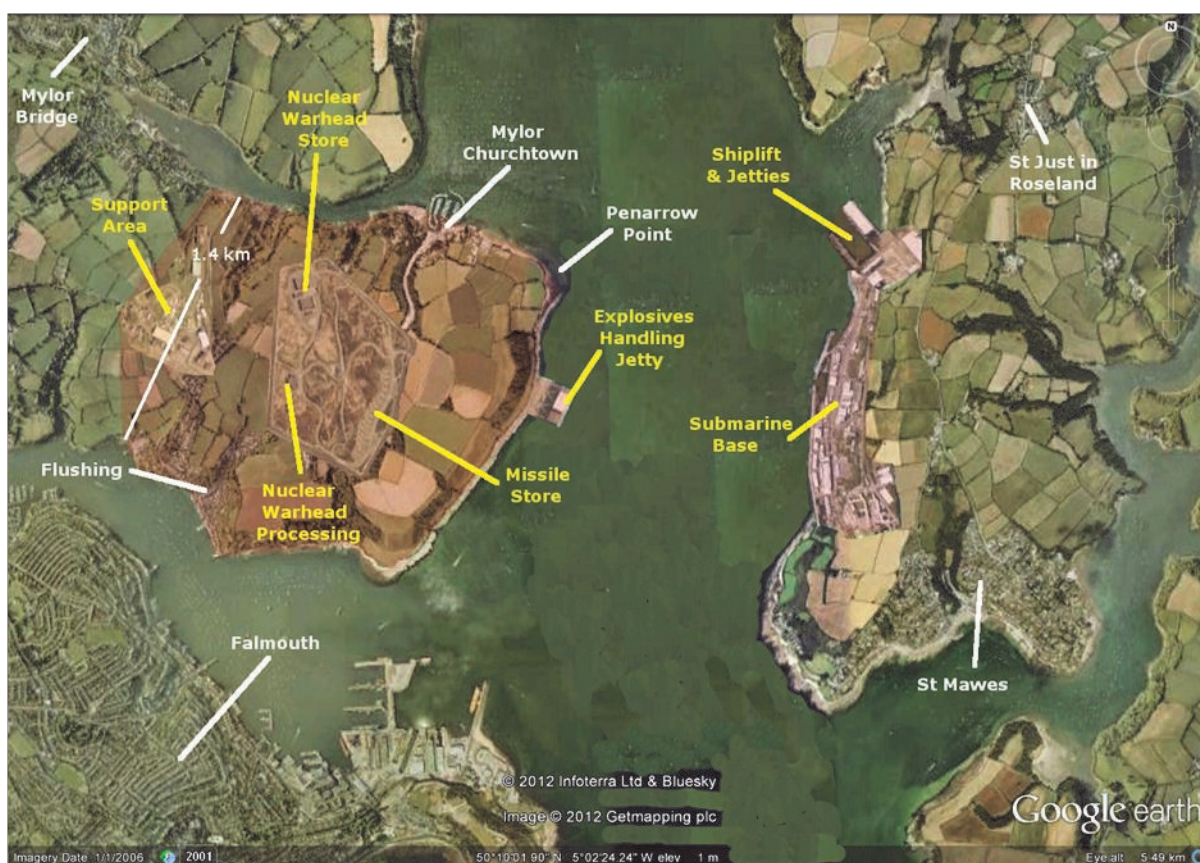 Mylor
Bridge
Nuclear
Warhead
Store
Mylor
Churchtown
Shiplift
& Jetties
St Just in
Roseland
Support
Area
Penarrow
Point
1.4 km
Explosives
Handling
Jetty
Submarine
Base
Flushing
Missile
Store
Nuclear
Warhead
Processing
Falmouth
St Mawes
© 2012 Infoterra Ltd & Bluesky
Image © 2012 Getmapping plc
Google earth
Imagery Date 1/1/2006
2001
50°10'01.90" N 5°02'24.24" W elev 1 m
Eye alt 5.49 km
N